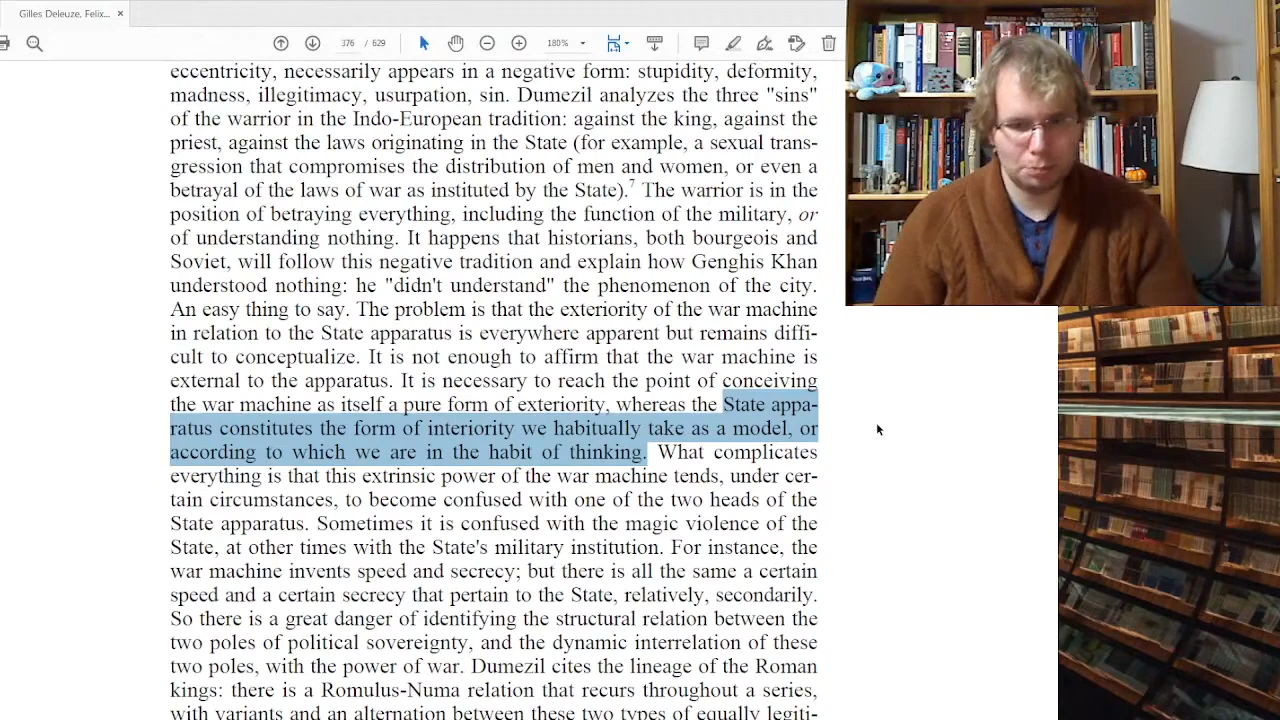 Gilles Deleuze, Felix...
376 / 629
180%
eccentricity, necessarily appears in a negative form: stupidity, deformity,
madness, illegitimacy, usurpation, sin. Dumezil analyzes the three "sins"
of the warrior in the Indo-European tradition: against the king, against the
priest, against the laws originating in the State (for example, a sexual trans-
gression that compromises the distribution of men and women, or even a
betrayal of the laws of war as instituted by the State).7 The warrior is in the
position of betraying everything, including the function of the military, or
of understanding nothing. It happens that historians, both bourgeois and
Soviet, will follow this negative tradition and explain how Genghis Khan
understood nothing: he "didn't understand" the phenomenon of the city.
An easy thing to say. The problem is that the exteriority of the war machine
in relation to the State apparatus is everywhere apparent but remains diffi-
cult to conceptualize. It is not enough to affirm that the war machine is
external to the apparatus. It is necessary to reach the point of conceiving
the war machine as itself a pure form of exteriority, whereas the State appa-
ratus constitutes the form of interiority we habitually take as a model, or
according to which we are in the habit of thinking. What complicates
everything is that this extrinsic power of the war machine tends, under cer-
tain circumstances, to become confused with one of the two heads of the
State apparatus. Sometimes it is confused with the magic violence of the
State, at other times with the State's military institution. For instance, the
war machine invents speed and secrecy; but there is all the same a certain
speed and a certain secrecy that pertain to the State, relatively, secondarily.
So there is a great danger of identifying the structural relation between the
two poles of political sovereignty, and the dynamic interrelation of these
two poles, with the power of war. Dumezil cites the lineage of the Roman
kings: there is a Romulus-Numa relation that recurs throughout a series,
with variants and an alternation between these two types of equally legiti-